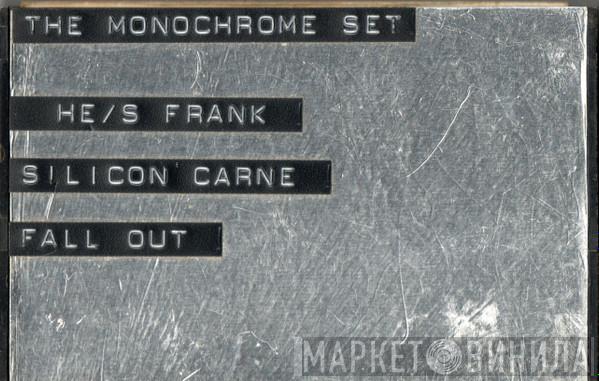 THE MONOCHROME SET
HE/S FRANK
S!LICON CARNE
FALL OUT
МАРКЕТ ВИНИЛА